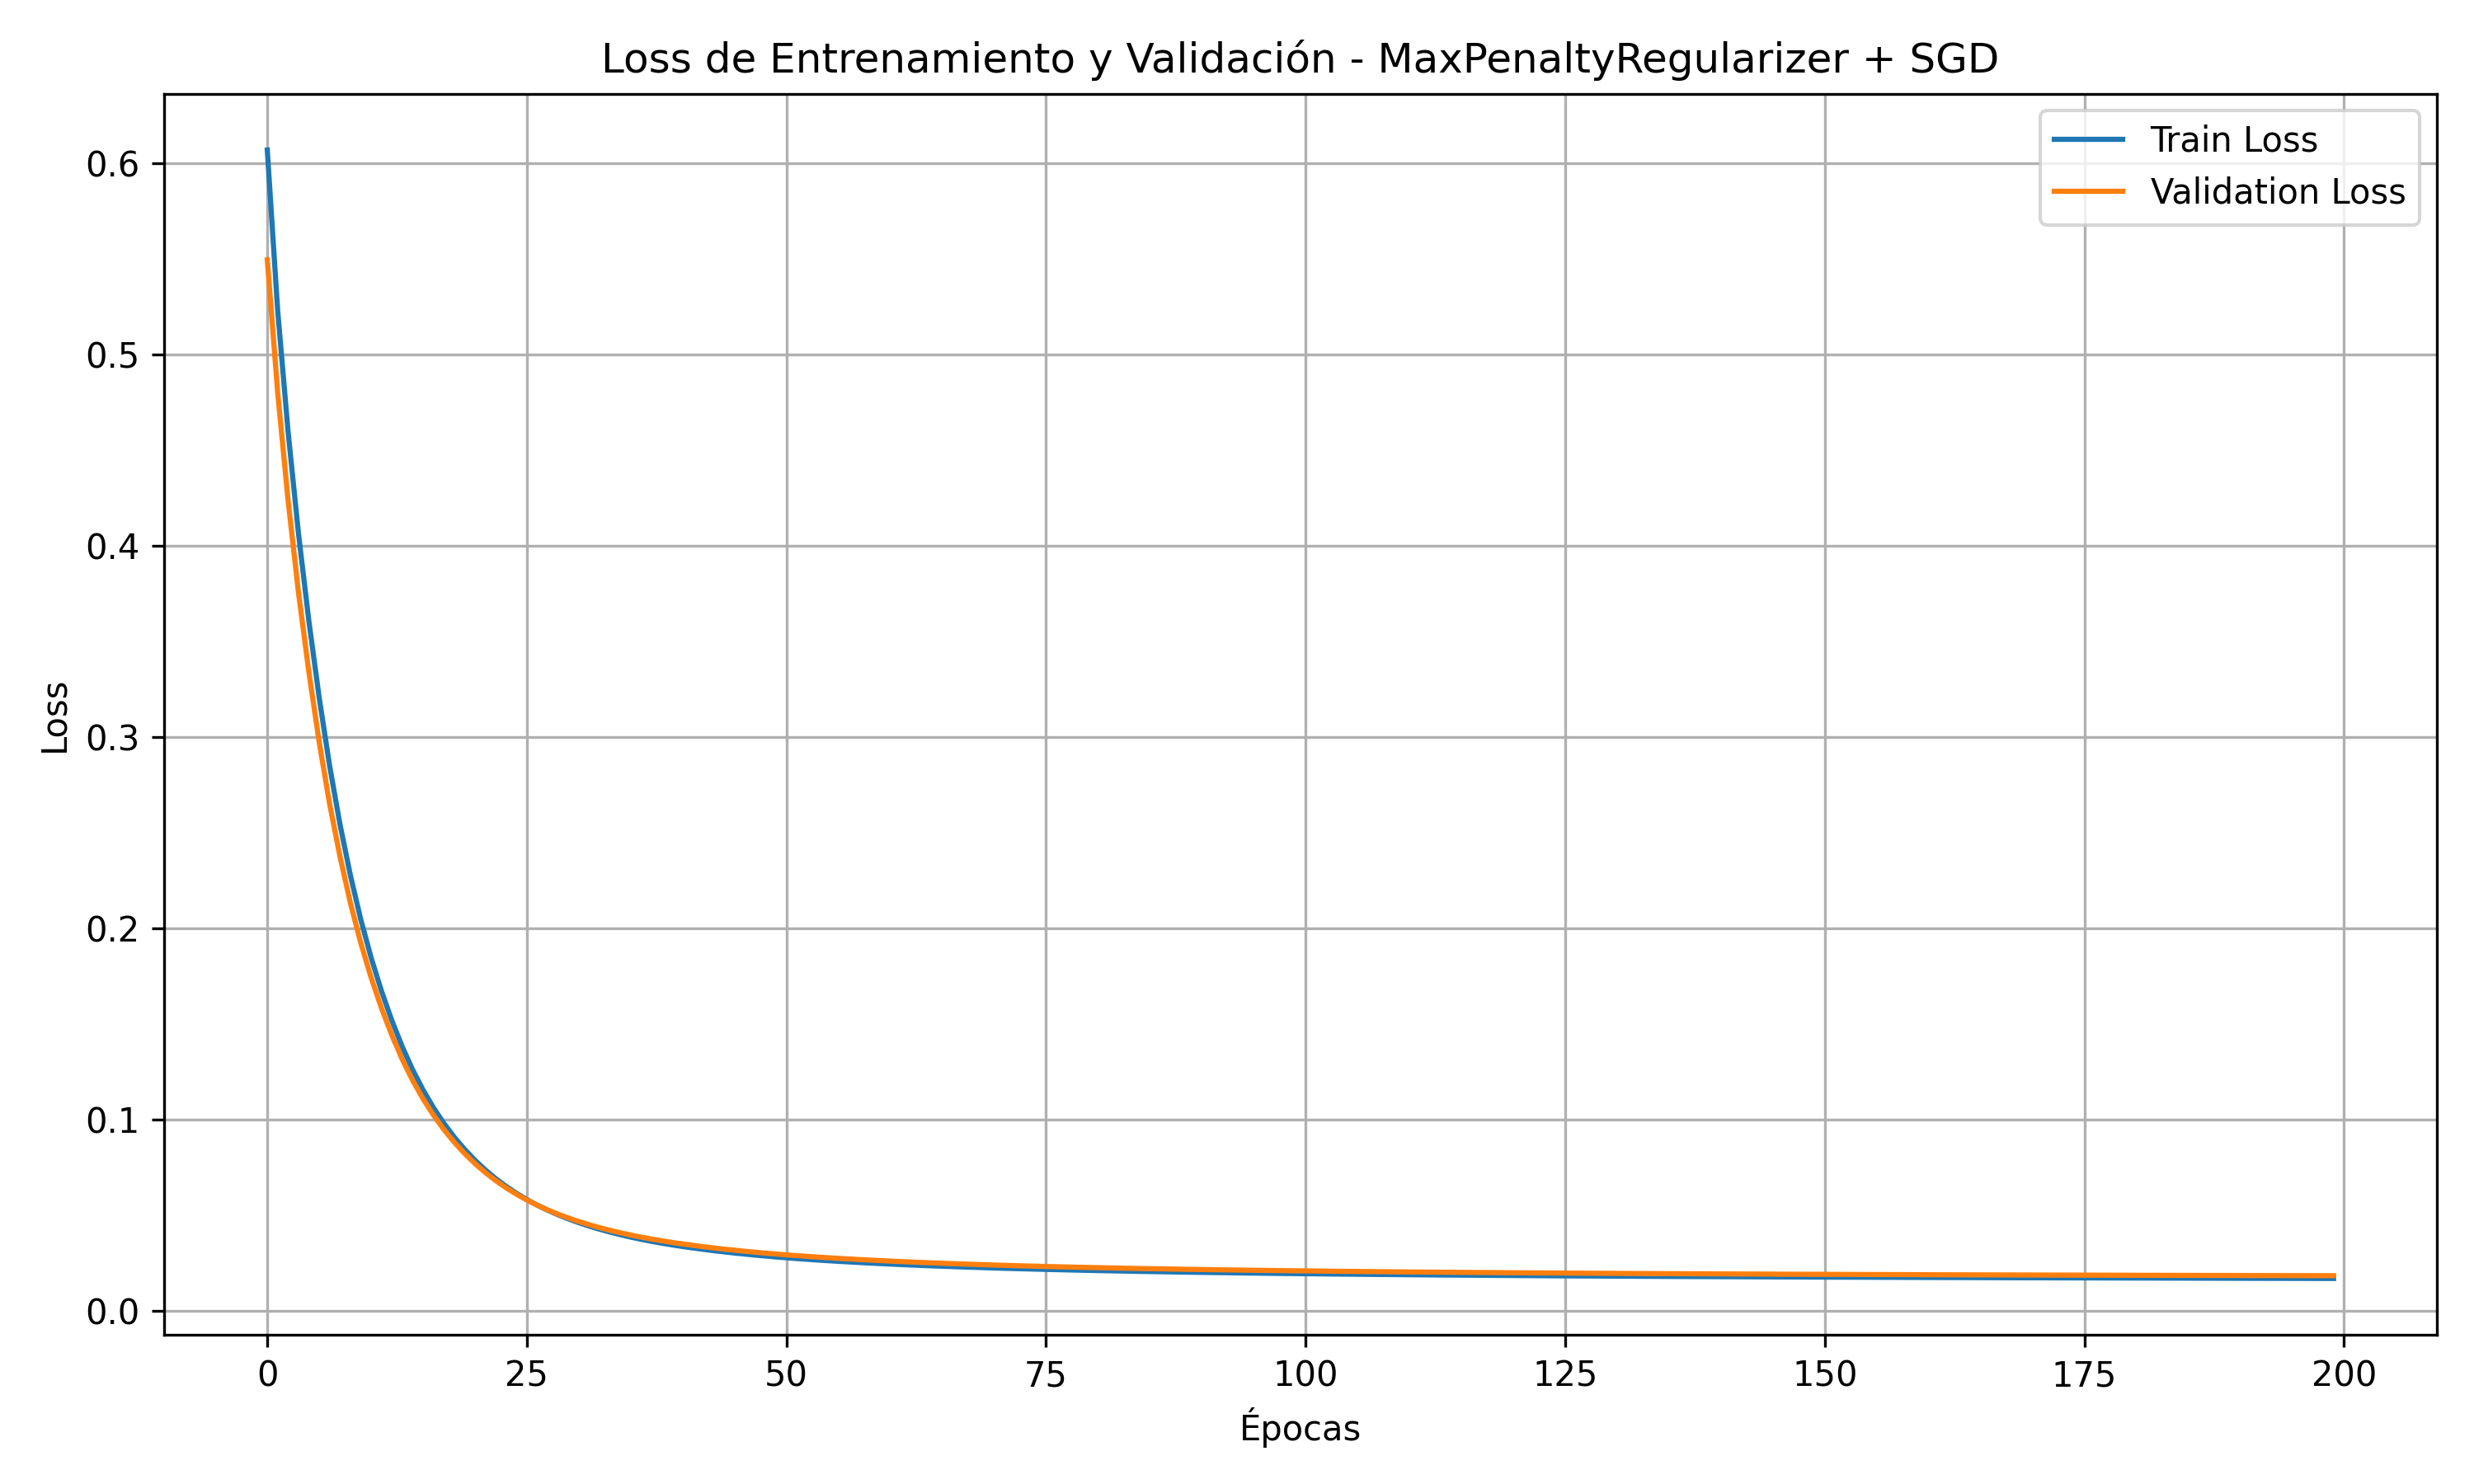 Loss de Entrenamiento y Validación - MaxPenaltyRegularizer + SGD
Train Loss
Validation Loss
Loss
0.6
0.5
0.4
0.3
0.2
0.1
0.0
0 25 50 75 100 125 150 175 200
Épocas